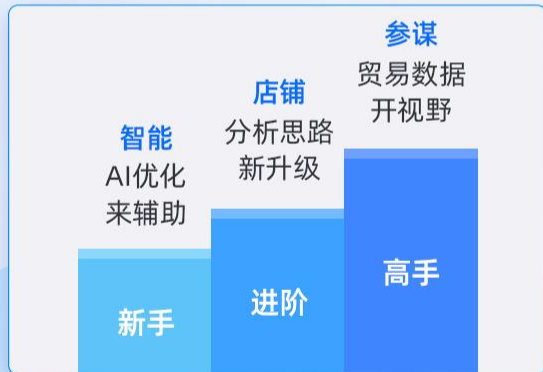 智能
AI优化
来辅助
新手
店铺
分析思路
新升级
进阶
参谋
贸易数据
开视野
高手